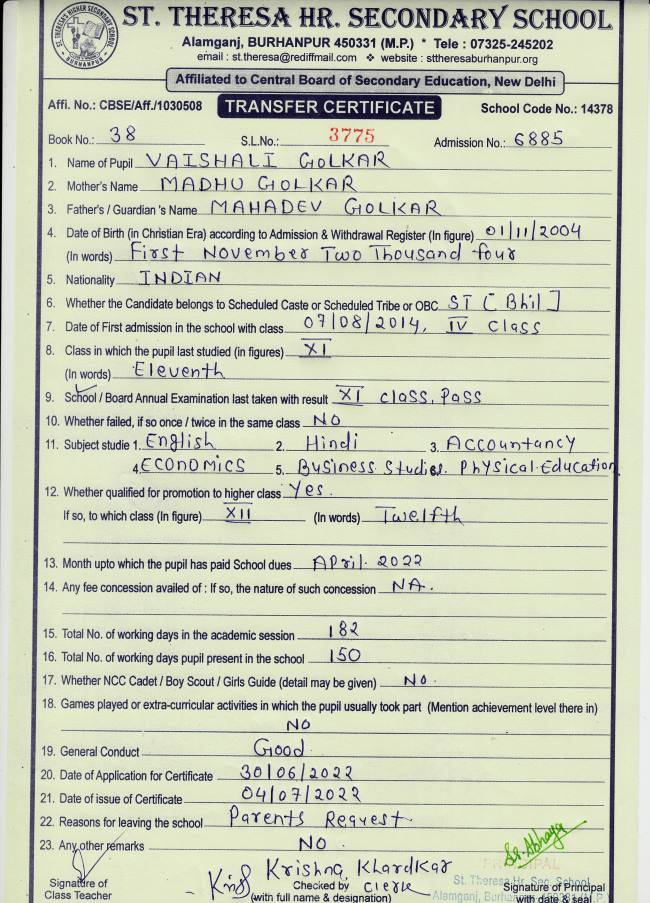 ST. THERESA HR. SECONDARY SCHOOL
Alamganj, BURHANPUR 450331 (M.P.) * Tele : 07325-245202
email : st.theresa@rediffmail.com ❖ website : sttheresaburhanpur.org
Affiliated to Central Board of Secondary Education, New Delhi
Affi. No.: CBSE/Aff./1030508 TRANSFER CERTIFICATE School Code No.: 14378
Book No.: 38 S.L.No.: 3775 Admission No.: 6885
1. Name of Pupil VAISHALI GOLKAR
2. Mother's Name MADHU GOLKAR
3. Father's / Guardian 's Name MAHADEV GOLKAR
4. Date of Birth (in Christian Era) according to Admission & Withdrawal Register (In figure) 01/11/2004
(In words) First November Two Thousand four
5. Nationality INDIAN
6. Whether the Candidate belongs to Scheduled Caste or Scheduled Tribe or OBC ST [Bhil]
7. Date of First admission in the school with class 07/08/2014, IV class
8. Class in which the pupil last studied (in figures) XI
(In words) Eleventh
9. School / Board Annual Examination last taken with result XI class, Pass
10. Whether failed, if so once / twice in the same class NO
11. Subject studie 1. English 2. Hindi 3. Accountancy
4. Economics 5. Business Studies. Physical Education
12. Whether qualified for promotion to higher class Yes.
If so, to which class (In figure) XII (In words) Twelfth
13. Month upto which the pupil has paid School dues April. 2022
14. Any fee concession availed of : If so, the nature of such concession NA.
15. Total No. of working days in the academic session 182
16. Total No. of working days pupil present in the school 150
17. Whether NCC Cadet / Boy Scout / Girls Guide (detail may be given) No.
18. Games played or extra-curricular activities in which the pupil usually took part (Mention achievement level there in)
NO
19. General Conduct Good.
20. Date of Application for Certificate 30/06/2022
21. Date of issue of Certificate 04/07/2022
22. Reasons for leaving the school Parents Request.
23. Any other remarks NO.
Sr. Abhaya
Krishna Khardkar
PRINCIPAL
St. Theresa Hr. Sec. School
Signature of Class Teacher
Checked by clerk
(with full name & designation)
Alamganj, Burhanpur 450331 (M.P.)
Signature of Principal
with date & seal